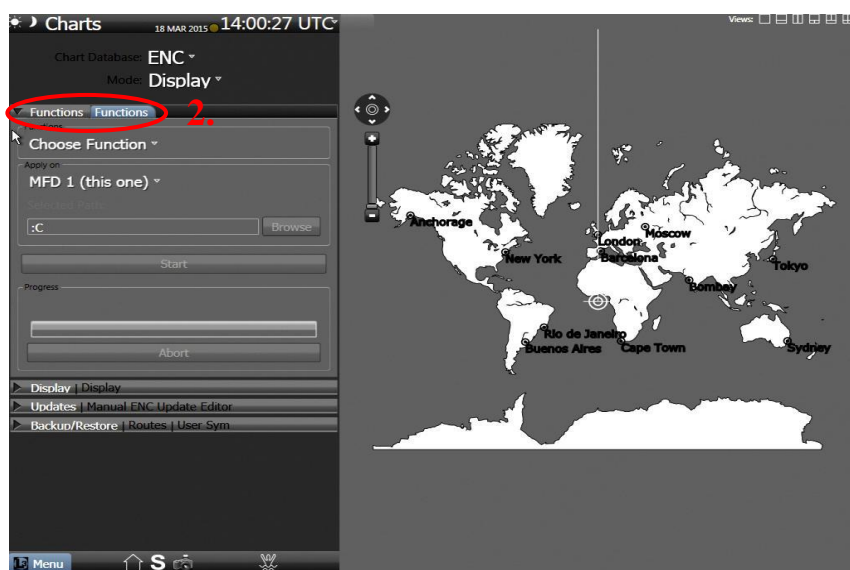 Charts 18 MAR 2015 14:00:27 UTC
Views:
Chart Database: ENC
Mode: Display
Functions Functions 2.
Functions
Choose Function
Apply on
MFD 1 (this one)
Selected Path:
:C Browse
Start
Progress
Abort
Display | Display
Updates | Manual ENC Update Editor
Backup/Restore | Routes | User Sym
Menu S
Anchorage
Moscow
London
New York
Barcelona
Tokyo
Bombay
Rio de Janeiro
Buenos Aires
Cape Town
Sydney